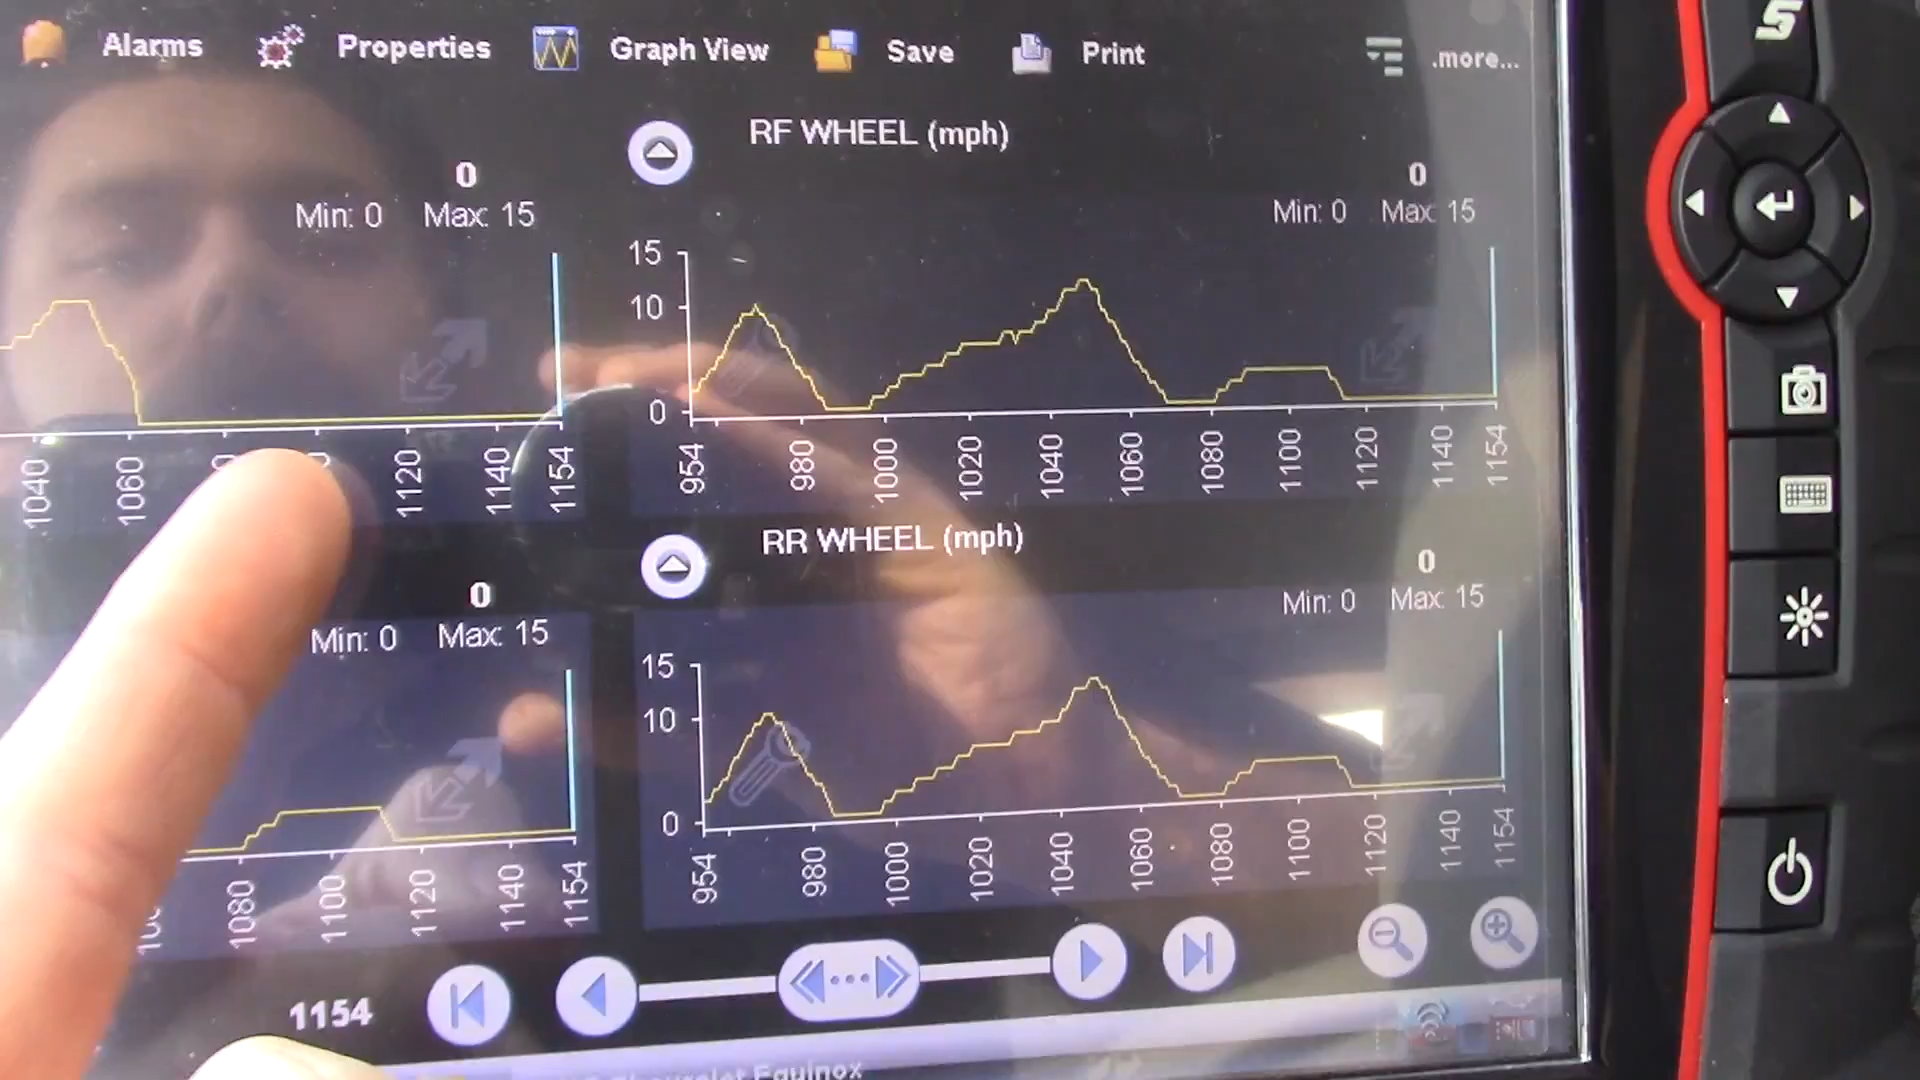 Alarms Properties Graph View Save Print .more...
S
RF WHEEL (mph)
0
Min: 0 Max: 15
0
Min: 0 Max: 15
15
10
0
1040 1060 1120 1140 1154
954 980 1000 1020 1040 1060 1080 1100 1120 1140 1154
RR WHEEL (mph)
0
Min: 0 Max: 15
0
Min: 0 Max: 15
15
10
0
1080 1100 1120 1140 1154
954 980 1000 1020 1040 1060 1080 1100 1120 1140 1154
1154
Chevrolet Equinox